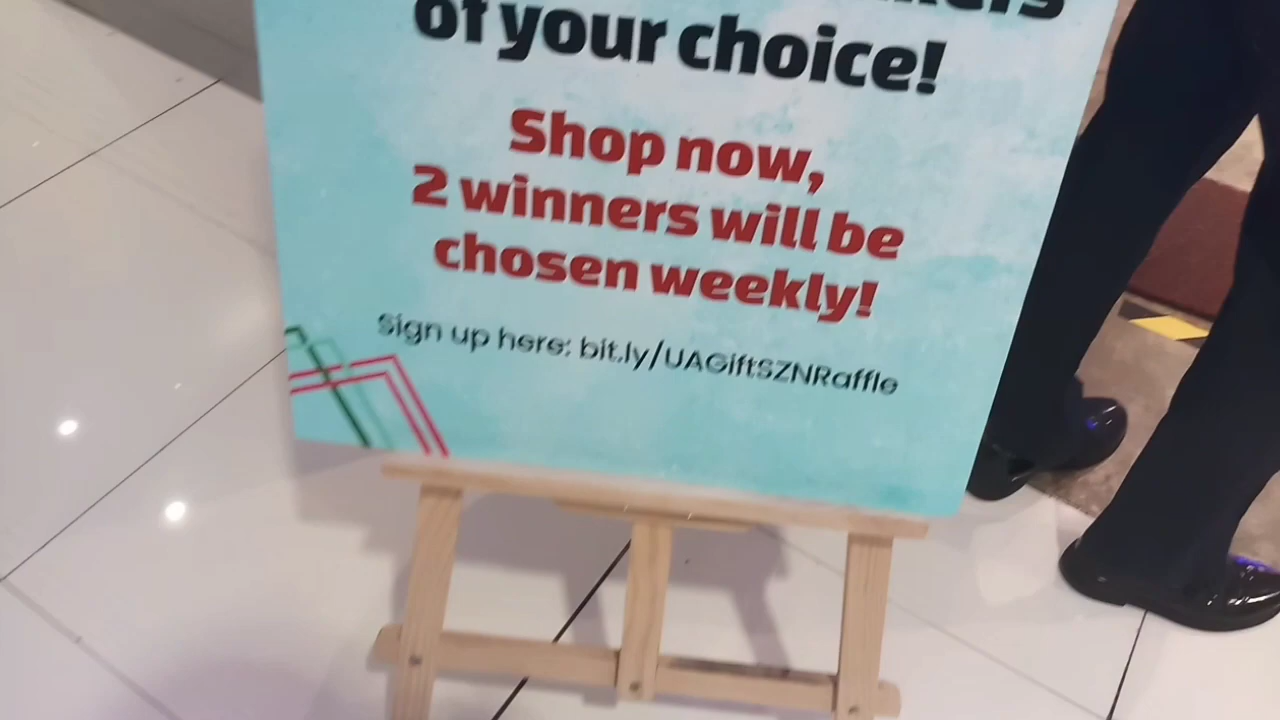 of your choice!
Shop now,
2 winners will be
chosen weekly!
Sign up here: bit.ly/UAGiftSZNRaffle